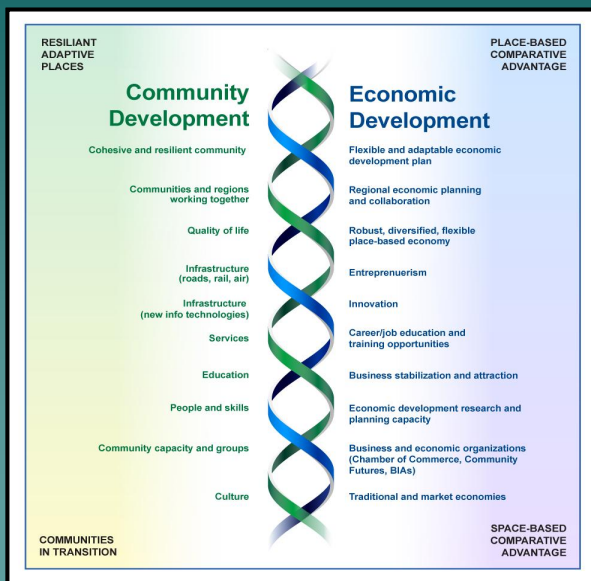 RESILIANT
ADAPTIVE
PLACES
PLACE-BASED
COMPARATIVE
ADVANTAGE
Community
Development
Economic
Development
Cohesive and resilient community
Flexible and adaptable economic
development plan
Communities and regions
working together
Regional economic planning
and collaboration
Quality of life
Robust, diversified, flexible
place-based economy
Infrastructure
(roads, rail, air)
Entreprenuerism
Infrastructure
(new info technologies)
Innovation
Services
Career/job education and
training opportunities
Education
Business stabilization and attraction
People and skills
Economic development research and
planning capacity
Community capacity and groups
Business and economic organizations
(Chamber of Commerce, Community
Futures, BIAs)
Culture
Traditional and market economies
COMMUNITIES
IN TRANSITION
SPACE-BASED
COMPARATIVE
ADVANTAGE